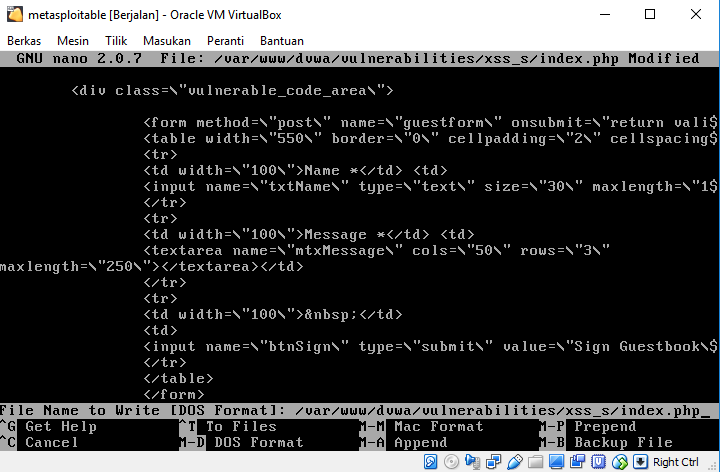 metasploitable [Berjalan] - Oracle VM VirtualBox
Berkas Mesin Tilik Masukan Peranti Bantuan
GNU nano 2.0.7 File: /var/www/dvwa/vulnerabilities/xss_s/index.php Modified
<div class=\"vulnerable_code_area\">
<form method=\"post\" name=\"guestform\" onsubmit=\"return vali$
<table width=\"550\" border=\"0\" cellpadding=\"2\" cellspacing$
<tr>
<td width=\"100\">Name *</td> <td>
<input name=\"txtName\" type=\"text\" size=\"30\" maxlength=\"1$
</tr>
<tr>
<td width=\"100\">Message *</td> <td>
<textarea name=\"mtxMessage\" cols=\"50\" rows=\"3\"
maxlength=\"250\"></textarea></td>
</tr>
<tr>
<td width=\"100\">&nbsp;</td>
<td>
<input name=\"btnSign\" type=\"submit\" value=\"Sign Guestbook\$
</tr>
</table>
</form>
File Name to Write [DOS Format]: /var/www/dvwa/vulnerabilities/xss_s/index.php_
^G Get Help ^T To Files M-M Mac Format M-P Prepend
^C Cancel M-D DOS Format M-A Append M-B Backup File
Right Ctrl